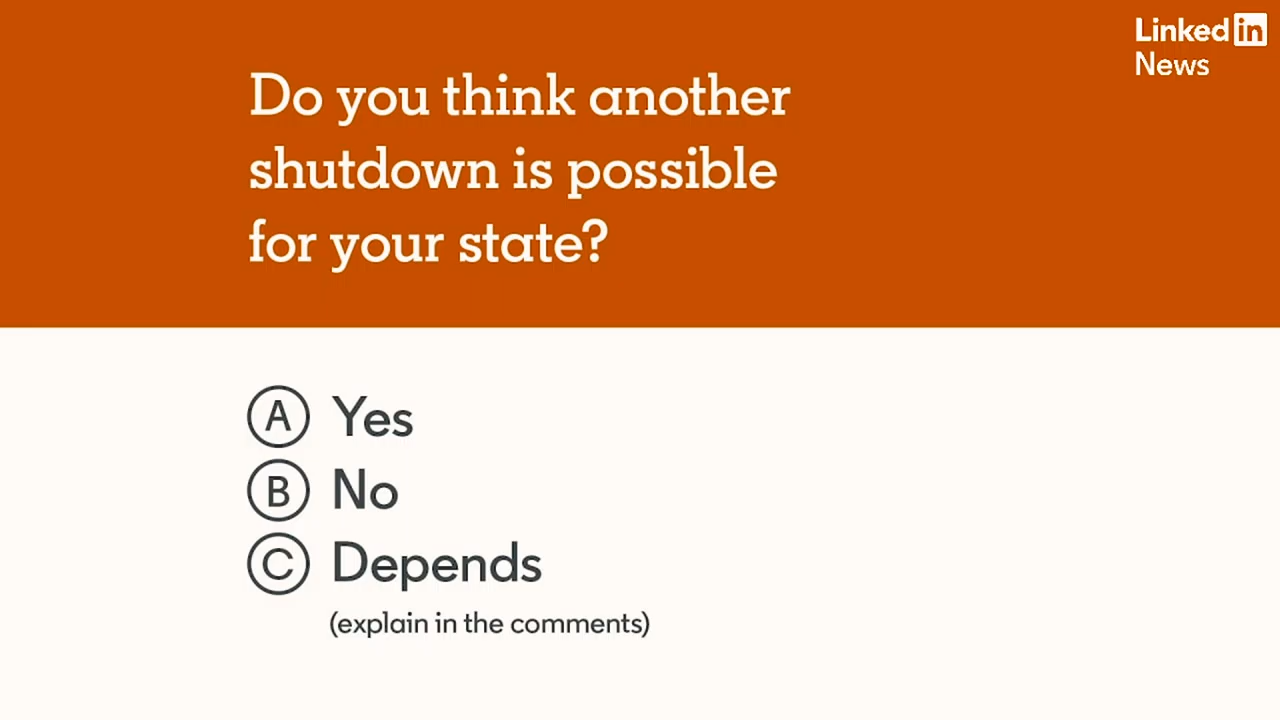 Linked in
News
Do you think another
shutdown is possible
for your state?
A Yes
B No
C Depends
(explain in the comments)